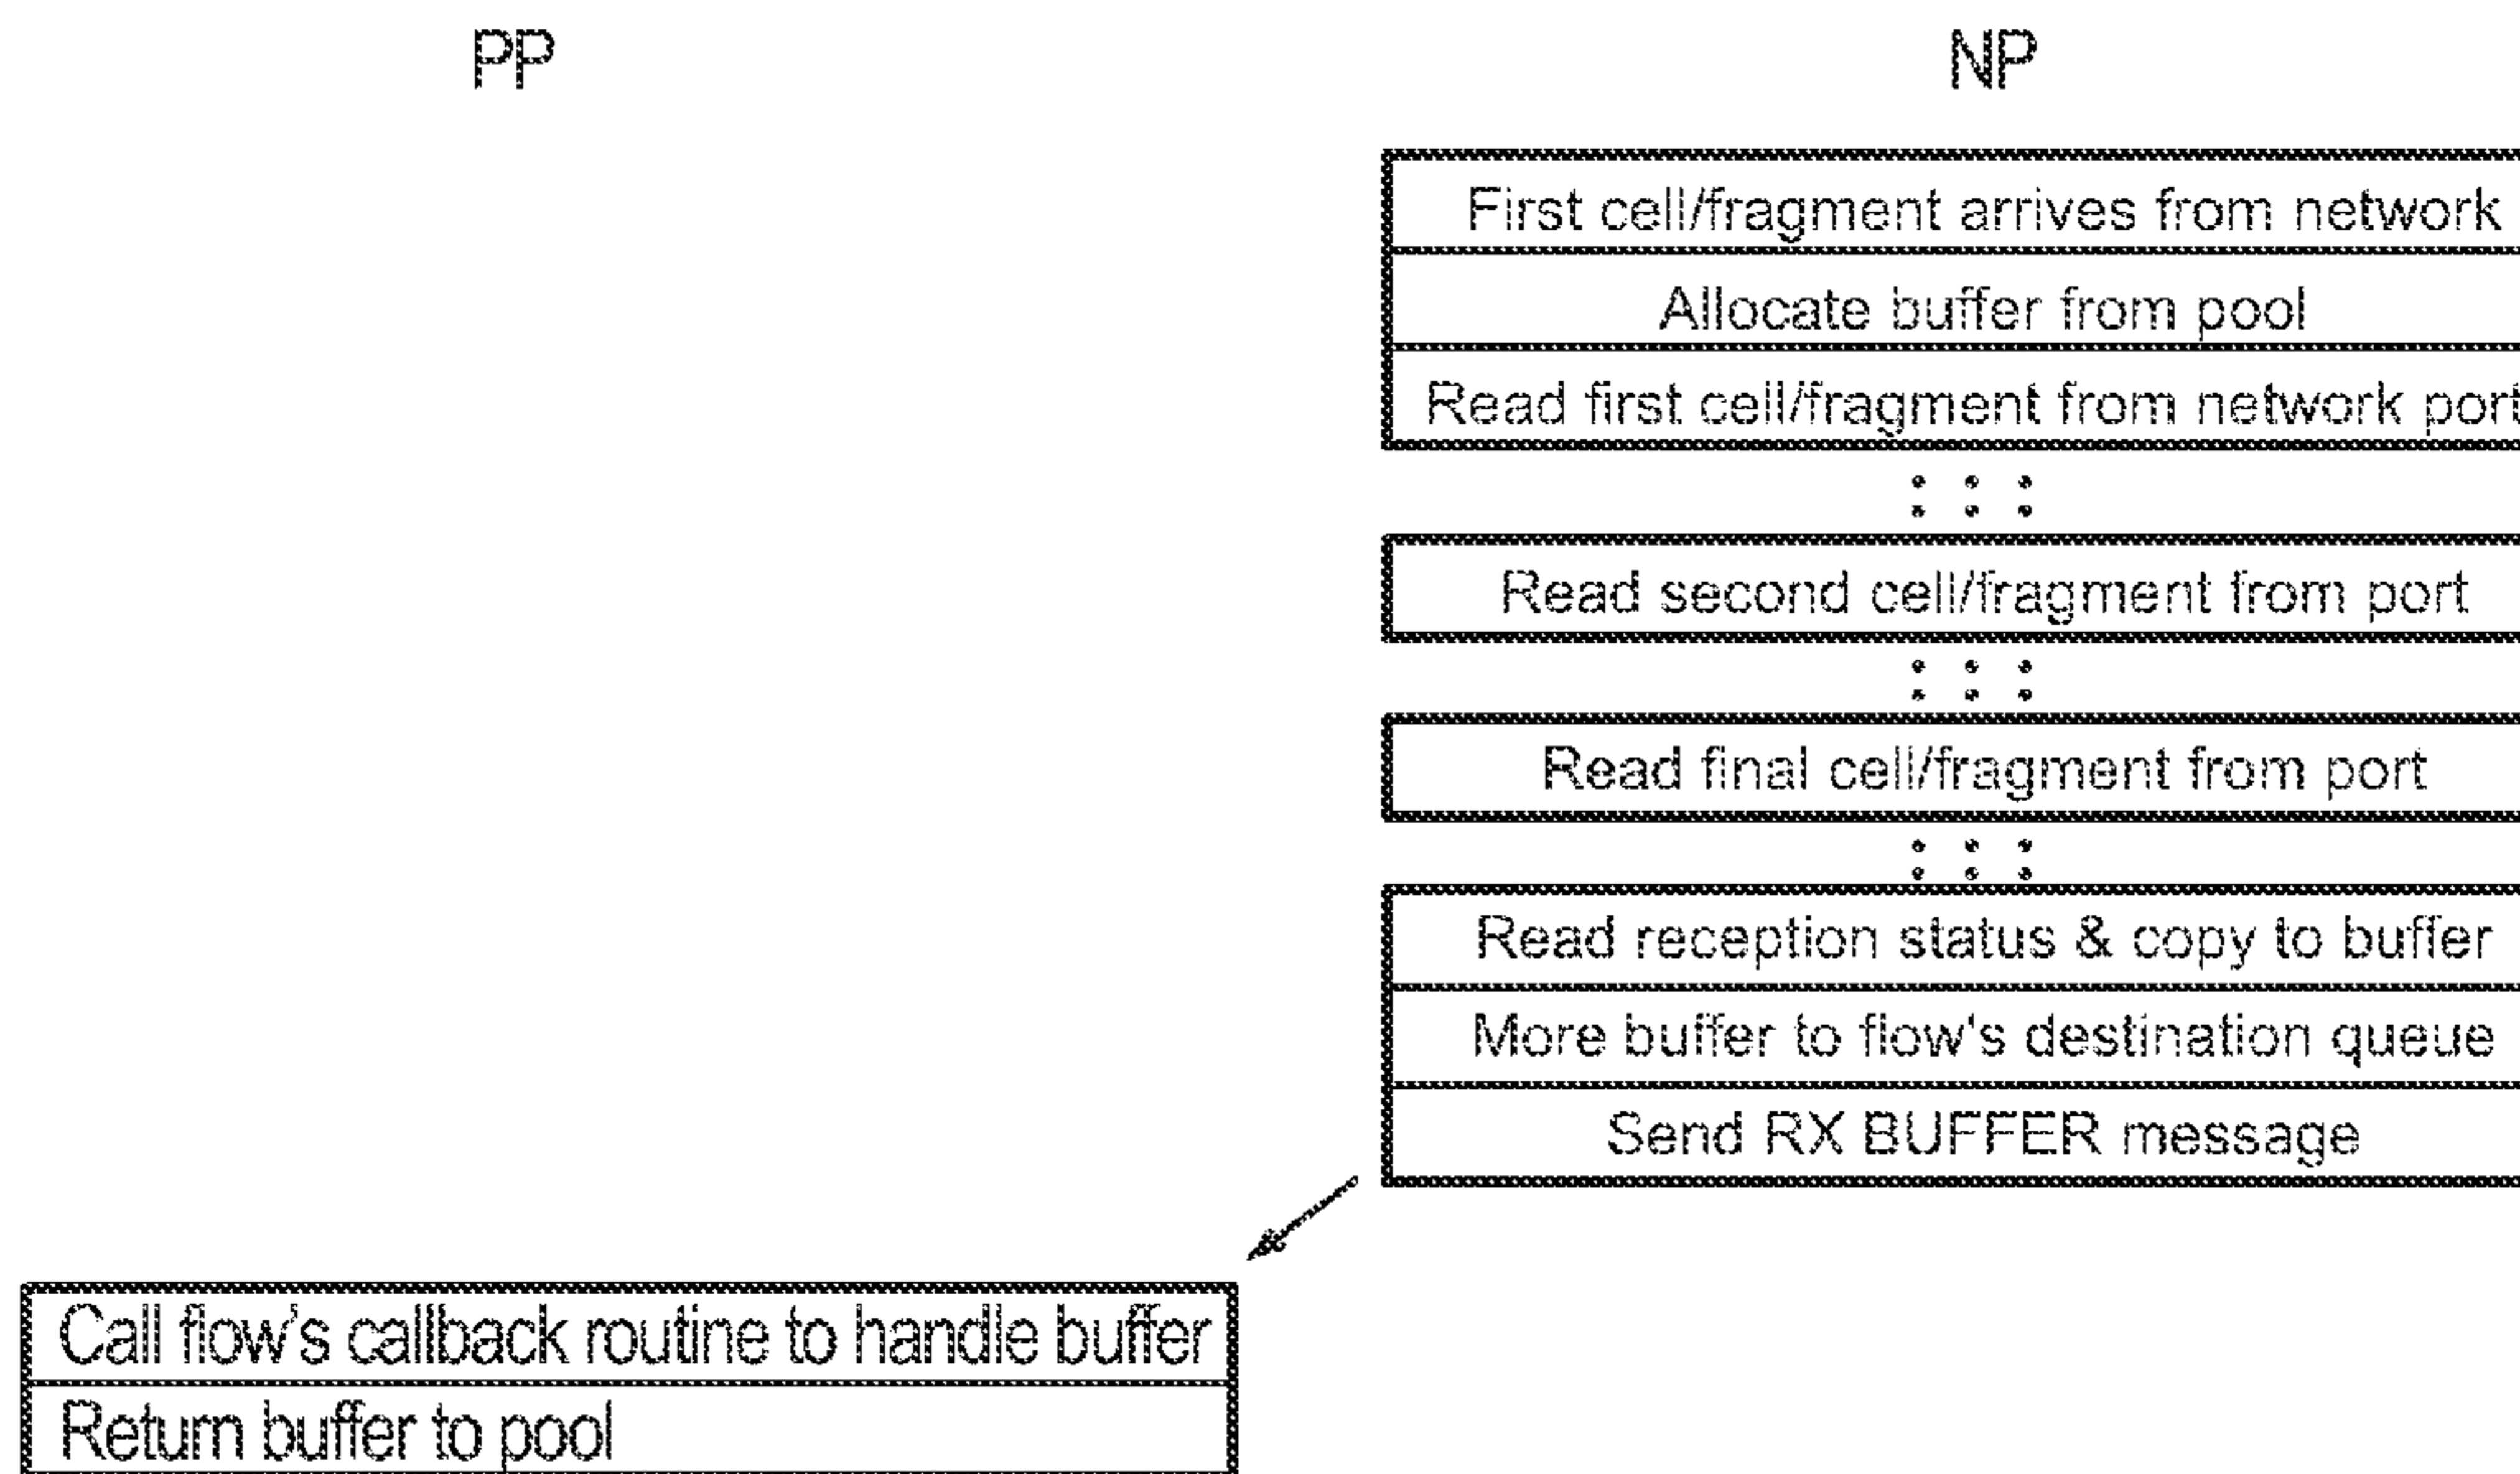 PP
NP
First cell/fragment arrives from network
Allocate buffer from pool
Read first cell/fragment from network port
Read second cell/fragment from port
Read final cell/fragment from port
Read reception status & copy to buffer
More buffer to flow's destination queue
Send RX BUFFER message
Call flow's callback routine to handle buffer
Return buffer to pool